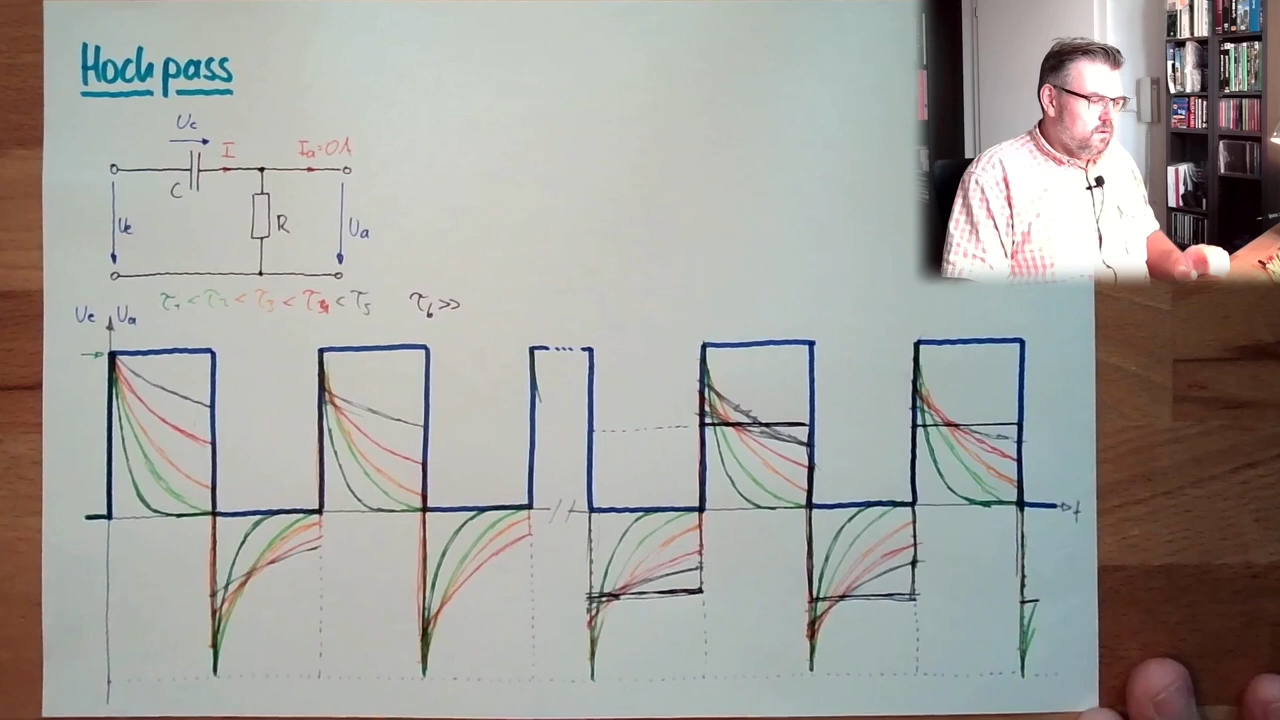 Hochpass
Uc
I
Ia=0A
C
Ue
R
Ua
τ1 < τ2 < τ3 < τ4 < τ5 τ6 >>
Ue Ua
...
//
t